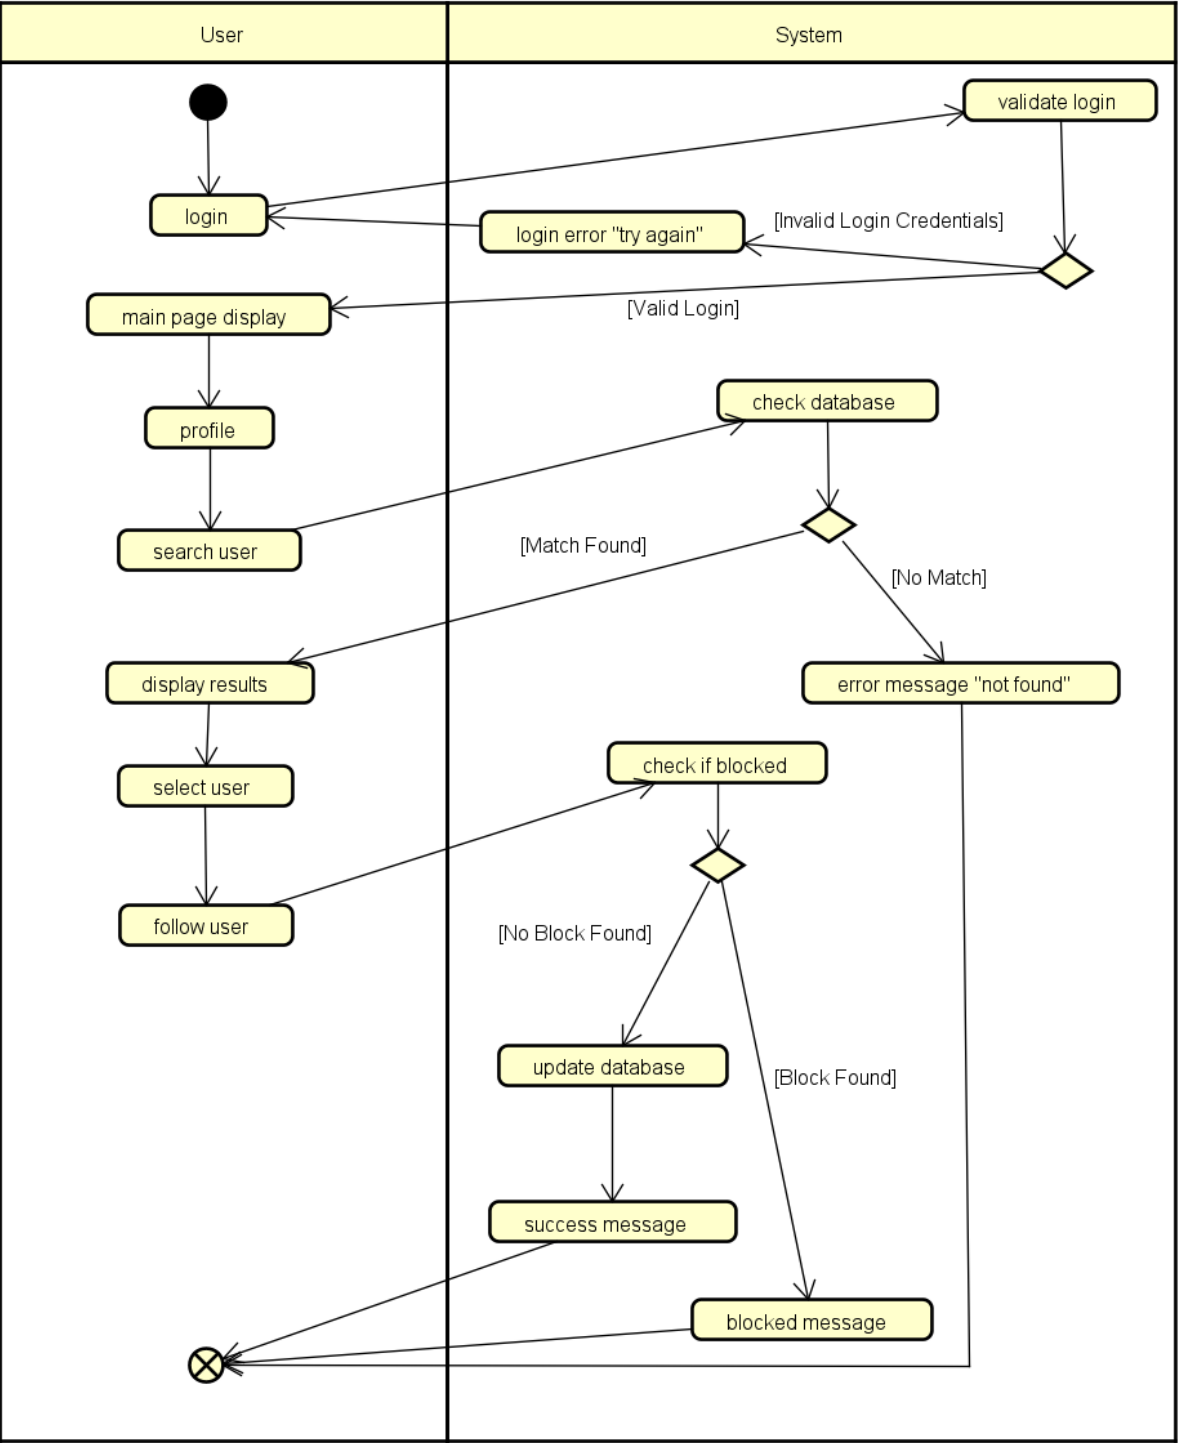 User
System
validate login
login
login error "try again"
[Invalid Login Credentials]
main page display
[Valid Login]
check database
profile
search user
[Match Found]
[No Match]
display results
error message "not found"
check if blocked
select user
follow user
[No Block Found]
update database
[Block Found]
success message
blocked message